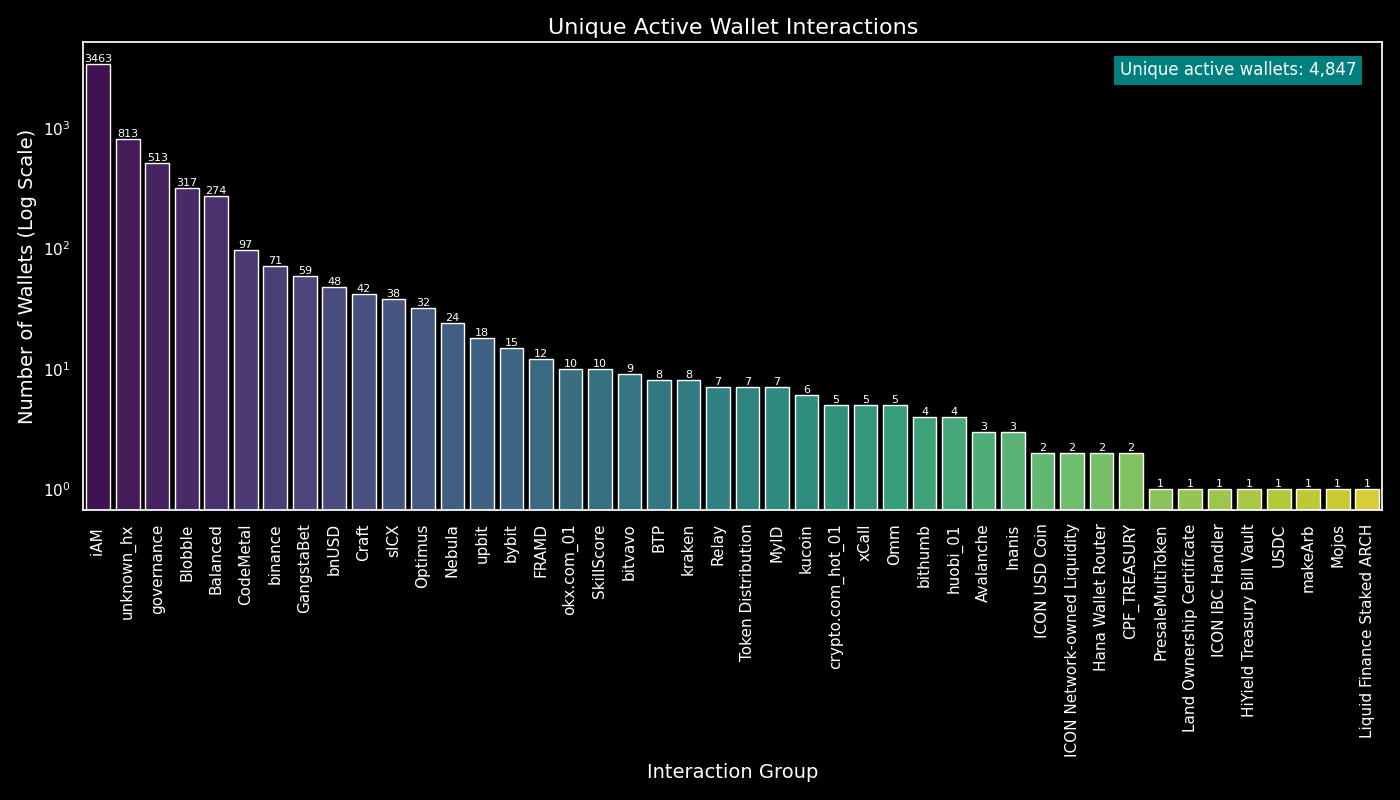 Unique Active Wallet Interactions
Unique active wallets: 4,847
Number of Wallets (Log Scale)
10³
10²
10¹
10⁰
3463
813
513
317
274
97
71
59
48
42
38
32
24
18
15
12
10
10
9
8
8
7
7
7
6
5
5
5
4
4
3
3
2
2
2
2
1
1
1
1
1
1
1
1
iAM
unknown_hx
governance
Blobble
Balanced
CodeMetal
binance
GangstaBet
bnUSD
Craft
sICX
Optimus
Nebula
upbit
bybit
FRAMD
okx.com_01
SkillScore
bitvavo
BTP
kraken
Relay
Token Distribution
MyID
kucoin
crypto.com_hot_01
xCall
Omm
bithumb
huobi_01
Avalanche
Inanis
ICON USD Coin
ICON Network-owned Liquidity
Hana Wallet Router
CPF_TREASURY
PresaleMultiToken
Land Ownership Certificate
ICON IBC Handler
HiYield Treasury Bill Vault
USDC
makeArb
Mojos
Liquid Finance Staked ARCH
Interaction Group